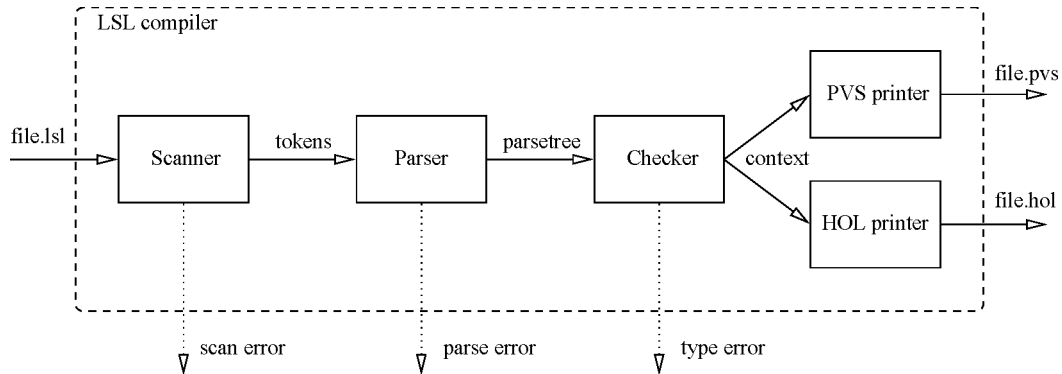 LSL compiler
file.lsl
Scanner
tokens
Parser
parsetree
Checker
context
PVS printer
file.pvs
HOL printer
file.hol
scan error
parse error
type error